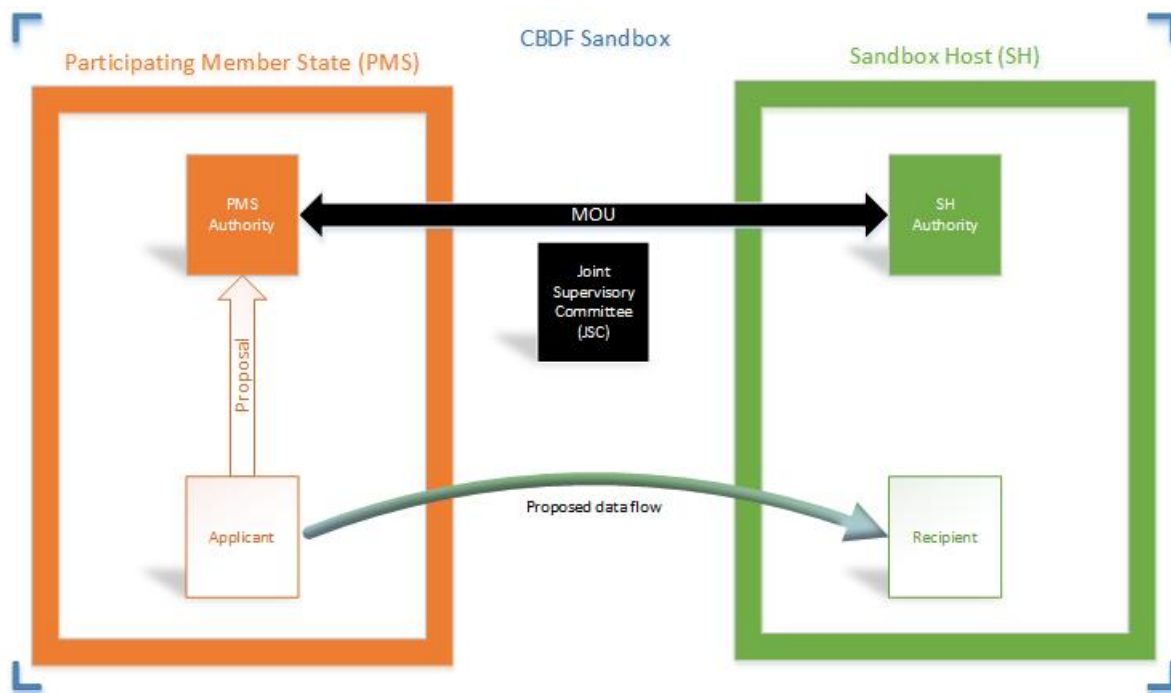 CBDF Sandbox
Participating Member State (PMS)
Sandbox Host (SH)
PMS
Authority
MOU
SH
Authority
Joint
Supervisory
Committee
(JSC)
Proposal
Proposed data flow
Applicant
Recipient